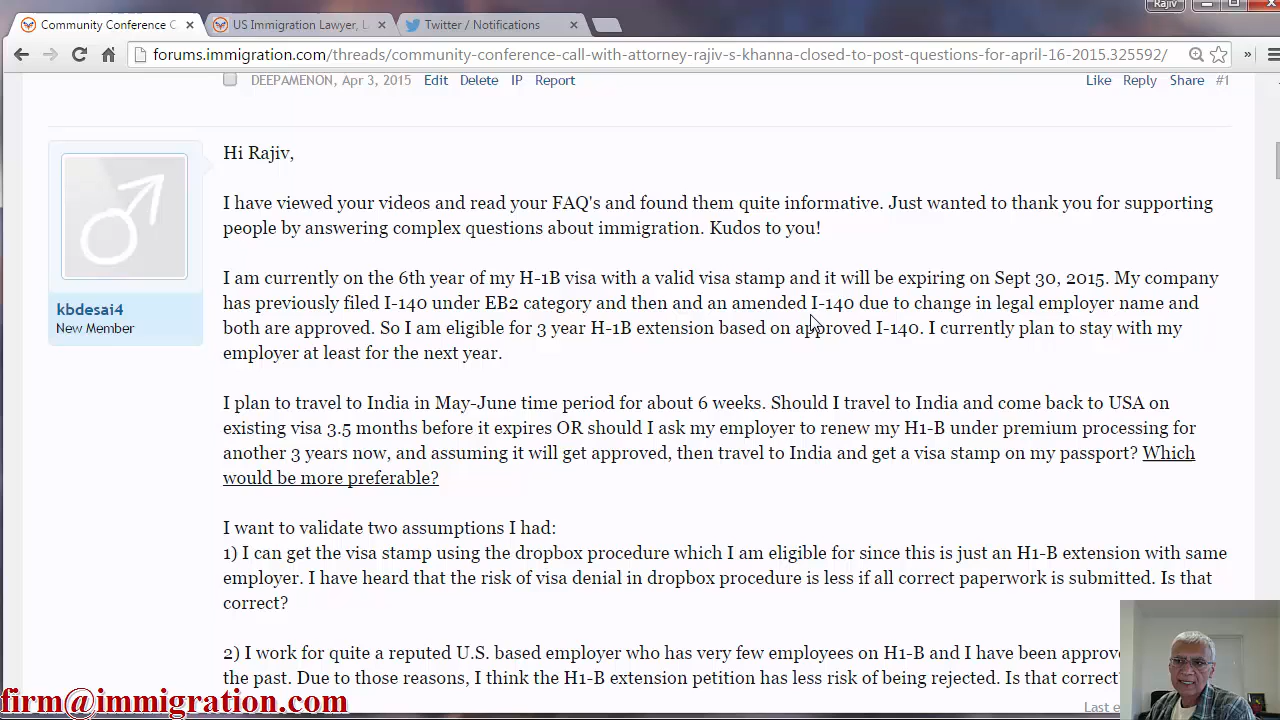 Rajiv
Community Conference C
US Immigration Lawyer, L
Twitter / Notifications
forums.immigration.com/threads/community-conference-call-with-attorney-rajiv-s-khanna-closed-to-post-questions-for-april-16-2015.325592/
DEEPAMENON, Apr 3, 2015 Edit Delete IP Report Like Reply Share #1
Hi Rajiv,
I have viewed your videos and read your FAQ's and found them quite informative. Just wanted to thank you for supporting
people by answering complex questions about immigration. Kudos to you!
I am currently on the 6th year of my H-1B visa with a valid visa stamp and it will be expiring on Sept 30, 2015. My company
has previously filed I-140 under EB2 category and then and an amended I-140 due to change in legal employer name and
both are approved. So I am eligible for 3 year H-1B extension based on approved I-140. I currently plan to stay with my
employer at least for the next year.
kbdesai4
New Member
I plan to travel to India in May-June time period for about 6 weeks. Should I travel to India and come back to USA on
existing visa 3.5 months before it expires OR should I ask my employer to renew my H1-B under premium processing for
another 3 years now, and assuming it will get approved, then travel to India and get a visa stamp on my passport? Which
would be more preferable?
I want to validate two assumptions I had:
1) I can get the visa stamp using the dropbox procedure which I am eligible for since this is just an H1-B extension with same
employer. I have heard that the risk of visa denial in dropbox procedure is less if all correct paperwork is submitted. Is that
correct?
2) I work for quite a reputed U.S. based employer who has very few employees on H1-B and I have been approv
the past. Due to those reasons, I think the H1-B extension petition has less risk of being rejected. Is that correct
Last e
firm@immigration.com